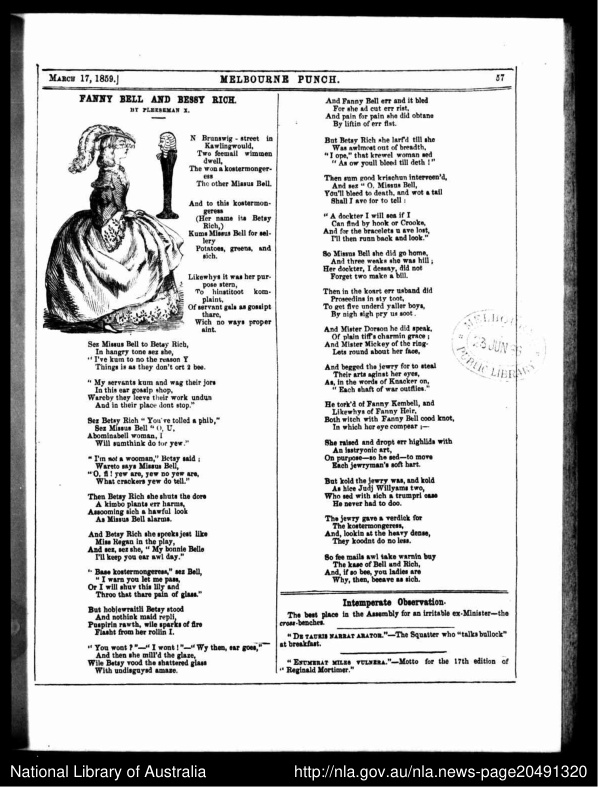 MARCH 17, 1859.]
MELBOURNE PUNCH.
57
FANNY BELL AND BESSY RICH.
BY PLEESEMAN X.
N Brunswig-street in
Kawlingwould,
Two feemail wimmen
dwell,
The won a kostermonger-
ess
The other Missus Bell.
And to this kostermon-
geress
(Her name its Betsy
Rich,)
Kums Missus Bell for sel-
lery
Potatoes, greens, and
sich.
Likewhys it was her pur-
pose stern,
To hinstitoot kom-
plaint,
Of servant gals as gossipt
thare,
Wich no ways proper
aint.
Sez Missus Bell to Betsy Rich,
In hangry tone sez she,
"I've kum to no the reason Y
Things is as they don't ort 2 bee.
"My servants kum and wag their jors
In this ear gossip shop,
Wareby they leeve their work undun
And in their place dont stop."
Sez Betsy Rich "You've tolled a phib,"
Sez Missus Bell "O, U,
Abominabell woman, I
Will sumthink do for yew."
"I'm not a wooman," Betsy said;
Wareto says Missus Bell,
"O, fi! yew are, yew no yew are,
What crackers yew do tell."
Then Betsy Rich she shuts the dore
A kimbo plants err harms,
Assooming sich a hawful look
As Missus Bell alarms.
And Betsy Rich she speeks jest like
Miss Regan in the play,
And sez, sez she, "My bonnie Belle
I'll keep you ear awl day."
"Base kostermongeress," sez Bell,
"I warn you let me pass,
Or I will shuv this lily and
Throo that thare pain of glass."
But hobjewraitli Betsy stood
And nothink maid repli,
Puspirin rawth, wile sparks of fire
Flasht from her rollin I.
"You wont?"—"I wont!"—"Wy then, ear goes,"
And then she mill'd the glaze,
Wile Betsy vood the shattered glass
With undisguysd amaze.
And Fanny Bell err and it bled
For she ad cut err rist,
And pain for pain she did obtane
By liftin of err fist.
But Betsy Rich she larf'd till she
Was awlmost out of breadth,
"I ope," that krewel woman sed
"As ow youll bleed till deth!"
Then sum good krischun interveen'd,
And sez "O, Missus Bell,
You'll bleed to death, and wot a tail
Shall I ave for to tell:
"A dockter I will sea if I
Can find by hook or Crooke,
And for the bracelets u ave lost,
I'll then runn back and look."
So Missus Bell she did go home,
And three weaks she was hill;
Her dockter, I dessay, did not
Forget two make a bill.
Then in the koart err usband did
Proseedins in sty toot,
To get five underd yaller boys,
By nigh sigh pry us soot.
And Mister Dorson he did speak,
Of plain tiff's charmin grace;
And Mister Mickey of the ring-
Lets round about her face,
And begged the jewry for to steal
Their arts aginst her eyes,
As, in the words of Knacker on,
"Each shaft of war outflies."
He tork'd of Fanny Kembell, and
Likewhys of Fanny Heir,
Both witch with Fanny Bell cood knot,
In which her eye compear;—
She raised and dropt err highlids with
An isstryonic art,
On purpose—so he sed—to move
Each jewryman's soft hart.
But kold the jewry was, and kold
As hice Judj Willyams two,
Who sed with sich a trumpri case
He never had to doo.
The jewry gave a verdick for
The kostermongeress,
And, lookin at the heavy dense,
They koodnt do no less.
So fee mails awl take warnin buy
The kase of Bell and Rich,
And, if so bee, you ladies are
Why, then, beeave as sich.
Intemperate Observation.
The best place in the Assembly for an irritable ex-Minister—the
cross-benches.
"DE TAURIS NARRAT ARATOR."—The Squatter who "talks bullock"
at breakfast.
"ENUMERAT MILES VULNERA."—Motto for the 17th edition of
"Reginald Mortimer."
PUBLIC LIBRARY
National Library of Australia
http://nla.gov.au/nla.news-page20491320